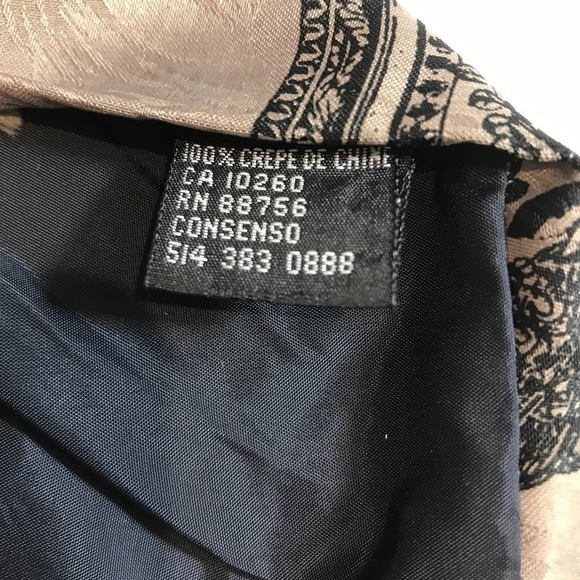 100% CREPE DE CHINE
CA 10260
RN 88756
CONSENSO
514 383 0888